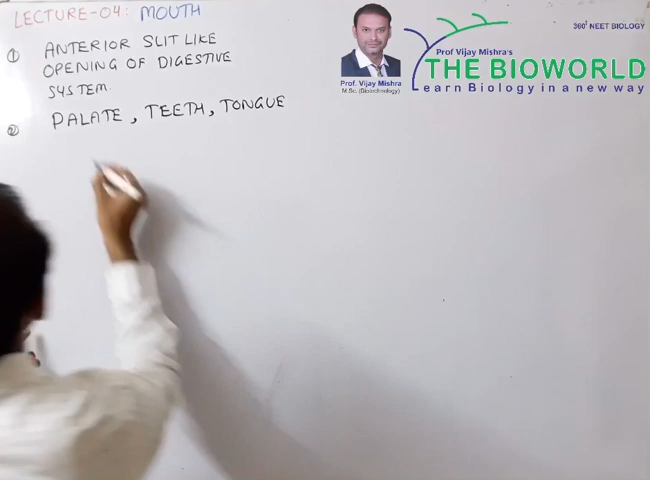 LECTURE-04: MOUTH
① ANTERIOR SLIT LIKE
OPENING OF DIGESTIVE
SYSTEM.
② PALATE, TEETH, TONGUE
360° NEET BIOLOGY
Prof Vijay Mishra's
THE BIOWORLD
Learn Biology in a new way
Prof. Vijay Mishra
M.Sc. (Biotechnology)